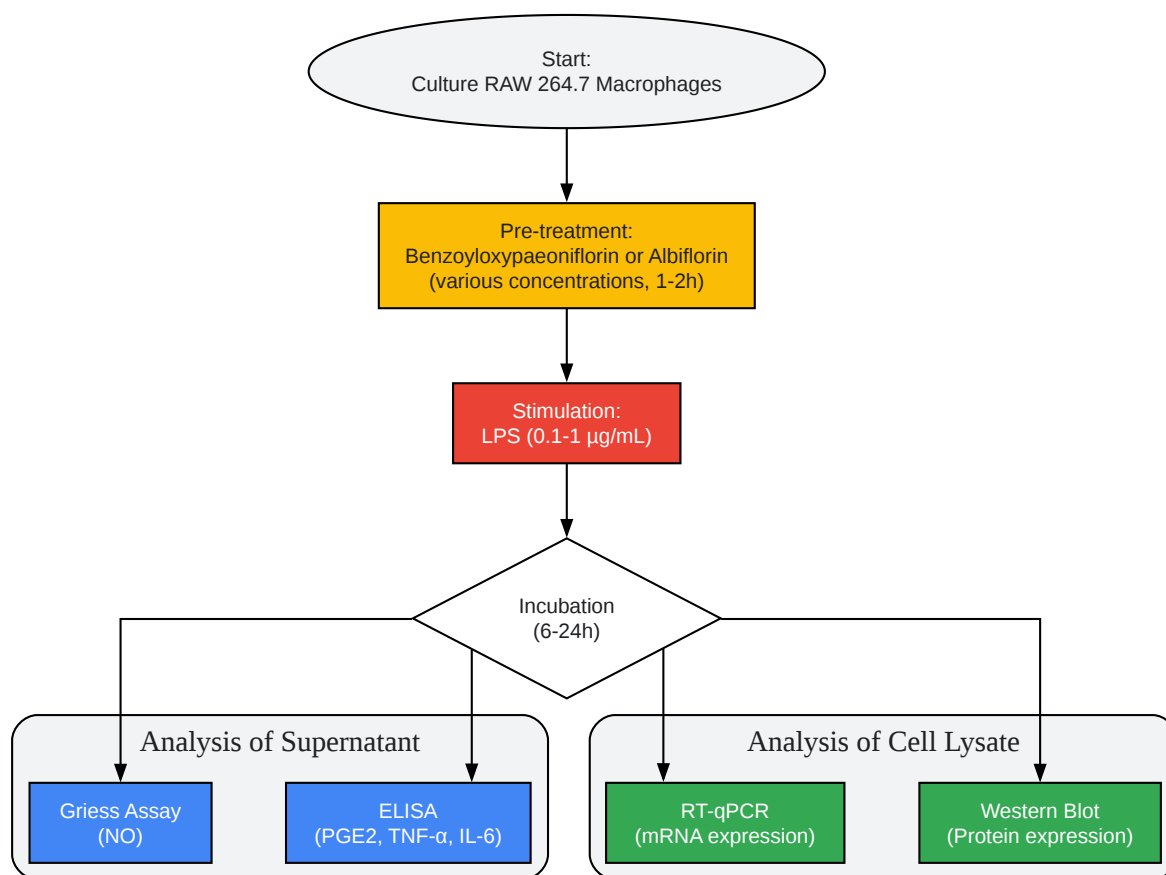 Start:
Culture RAW 264.7 Macrophages
Pre-treatment:
Benzoyloxypaeoniflorin or Albiflorin
(various concentrations, 1-2h)
Stimulation:
LPS (0.1-1 µg/mL)
Incubation
(6-24h)
Analysis of Supernatant
Griess Assay
(NO)
ELISA
(PGE2, TNF-α, IL-6)
Analysis of Cell Lysate
RT-qPCR
(mRNA expression)
Western Blot
(Protein expression)